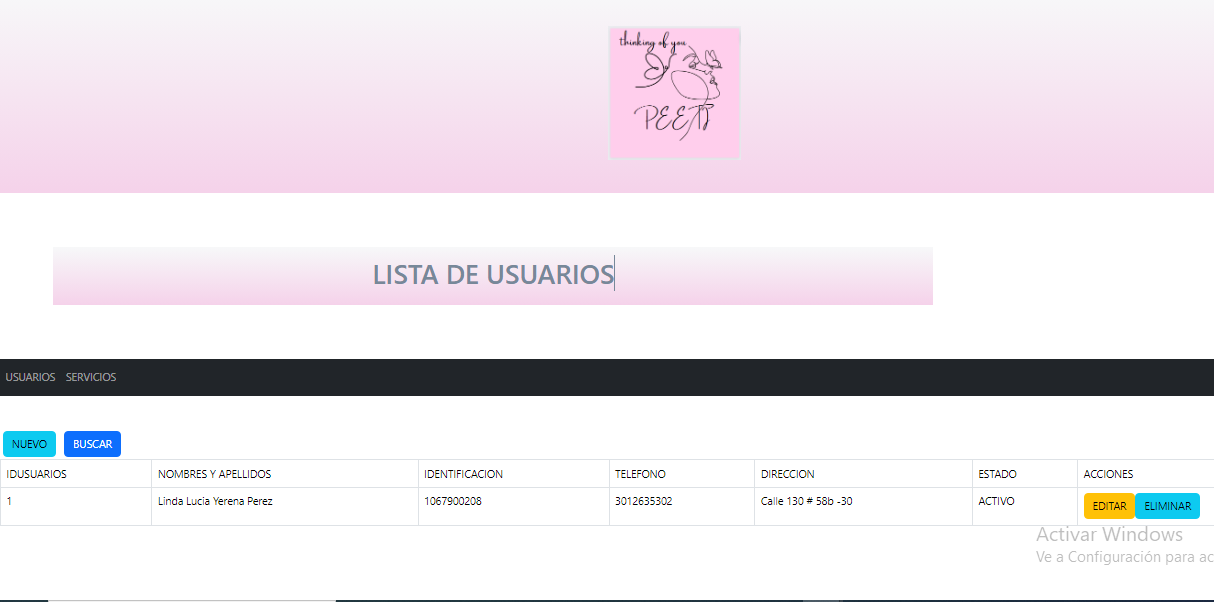 thinking of you
PEETJ
LISTA DE USUARIOS
USUARIOS SERVICIOS
NUEVO BUSCAR
IDUSUARIOS NOMBRES Y APELLIDOS IDENTIFICACION TELEFONO DIRECCION ESTADO ACCIONES
1 Linda Lucia Yerena Perez 1067900208 3012635302 Calle 130 # 58b -30 ACTIVO EDITAR ELIMINAR
Activar Windows
Ve a Configuración para ac